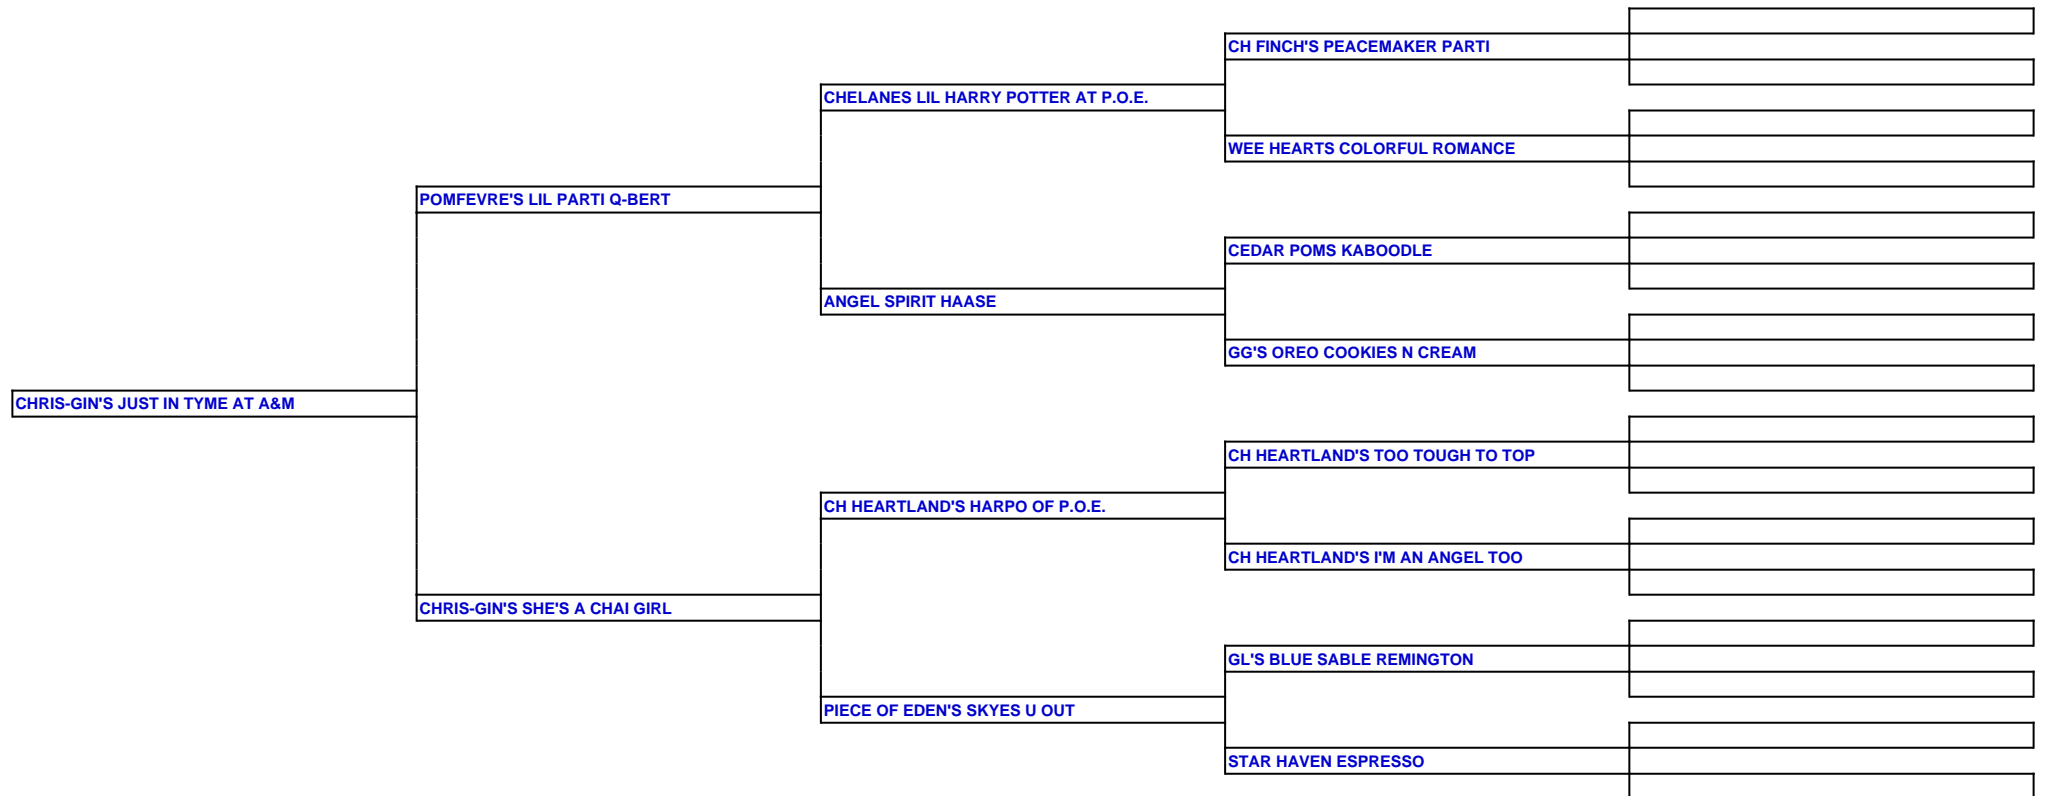 CH FINCH'S PEACEMAKER PARTI
CHELANES LIL HARRY POTTER AT P.O.E.
WEE HEARTS COLORFUL ROMANCE
POMFEVRE'S LIL PARTI Q-BERT
CEDAR POMS KABOODLE
ANGEL SPIRIT HAASE
GG'S OREO COOKIES N CREAM
CHRIS-GIN'S JUST IN TYME AT A&M
CH HEARTLAND'S TOO TOUGH TO TOP
CH HEARTLAND'S HARPO OF P.O.E.
CH HEARTLAND'S I'M AN ANGEL TOO
CHRIS-GIN'S SHE'S A CHAI GIRL
GL'S BLUE SABLE REMINGTON
PIECE OF EDEN'S SKYES U OUT
STAR HAVEN ESPRESSO